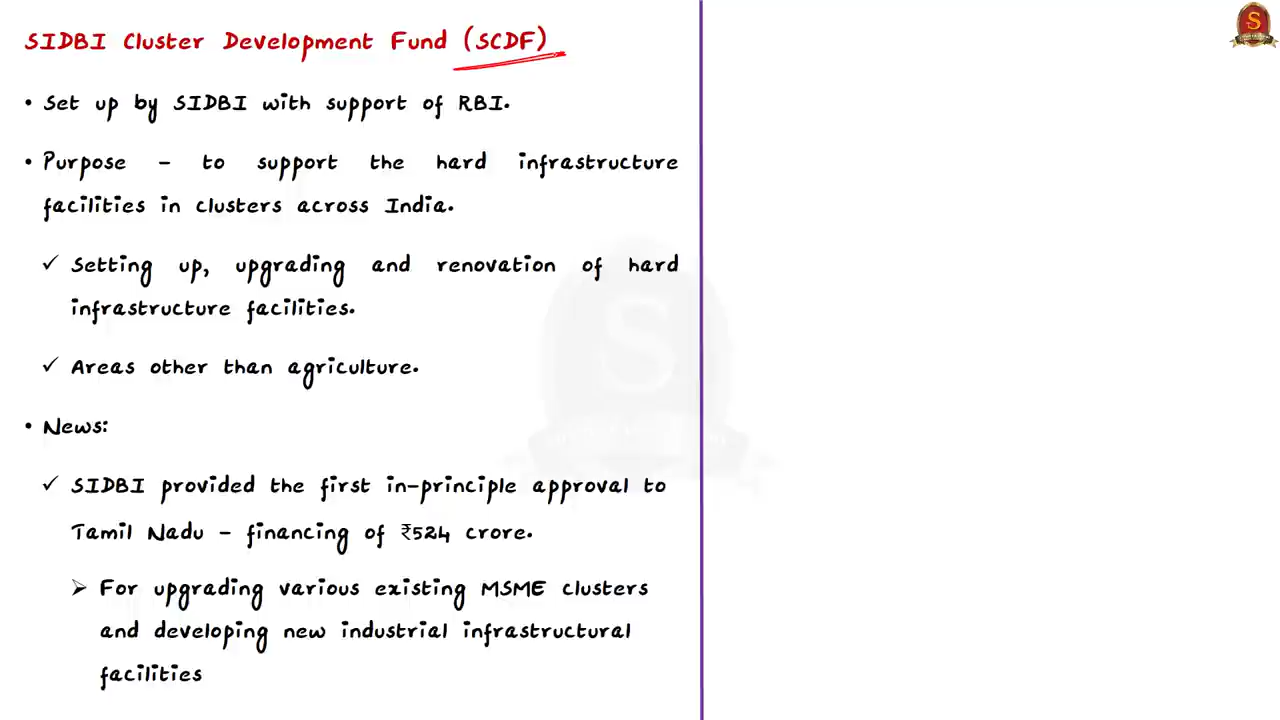 SIDBI Cluster Development Fund (SCDF)
• Set up by SIDBI with support of RBI.
• Purpose – to support the hard infrastructure
facilities in clusters across India.
✓ Setting up, upgrading and renovation of hard
infrastructure facilities.
✓ Areas other than agriculture.
• News:
✓ SIDBI provided the first in-principle approval to
Tamil Nadu – financing of ₹524 crore.
➢ For upgrading various existing MSME clusters
and developing new industrial infrastructural
facilities
S
S